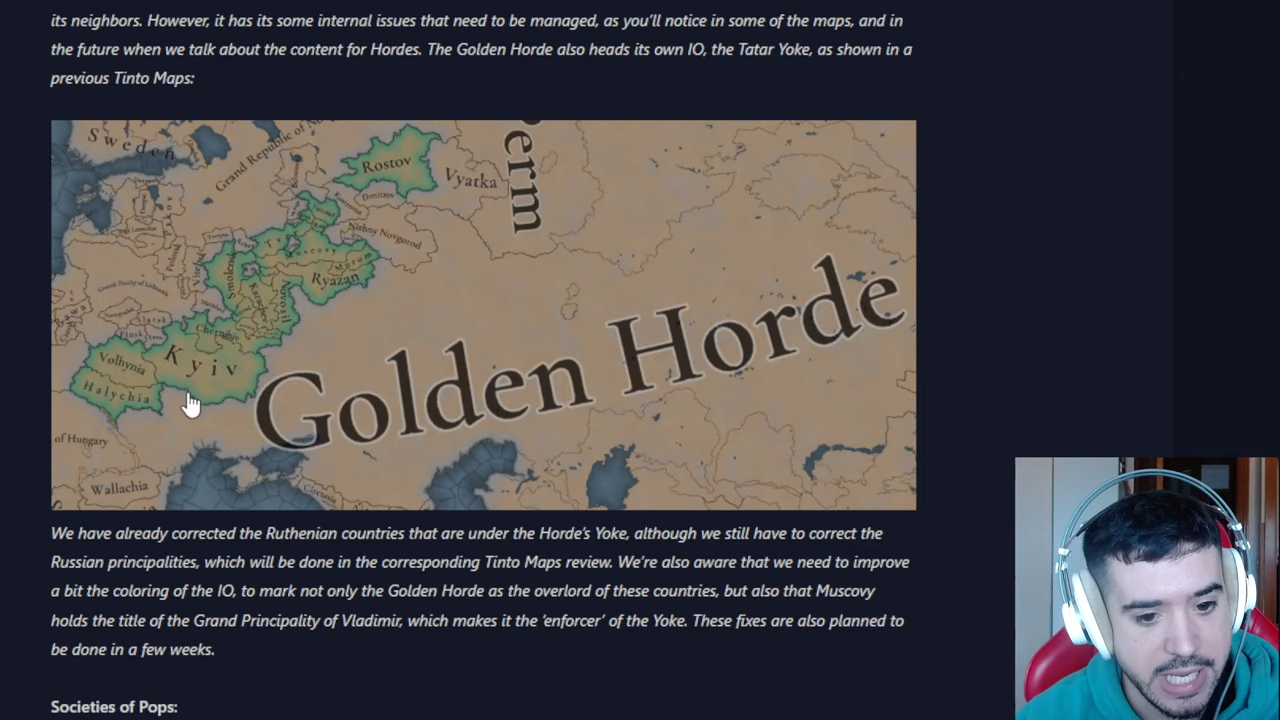 its neighbors. However, it has its some internal issues that need to be managed, as you'll notice in some of the maps, and in
the future when we talk about the content for Hordes. The Golden Horde also heads its own IO, the Tatar Yoke, as shown in a
previous Tinto Maps:
Sweden
Grand Republic of
Rostov
Vyatka
erm
Nizhny Novgorod
Smolensk
Moscovy
Murom
Ryazan
Novosil
Chernihiv
Volhynia
Kyiv
Halychia
Golden Horde
of Hungary
Wallachia
Circassia
We have already corrected the Ruthenian countries that are under the Horde's Yoke, although we still have to correct the
Russian principalities, which will be done in the corresponding Tinto Maps review. We're also aware that we need to improve
a bit the coloring of the IO, to mark not only the Golden Horde as the overlord of these countries, but also that Muscovy
holds the title of the Grand Principality of Vladimir, which makes it the 'enforcer' of the Yoke. These fixes are also planned to
be done in a few weeks.
Societies of Pops: